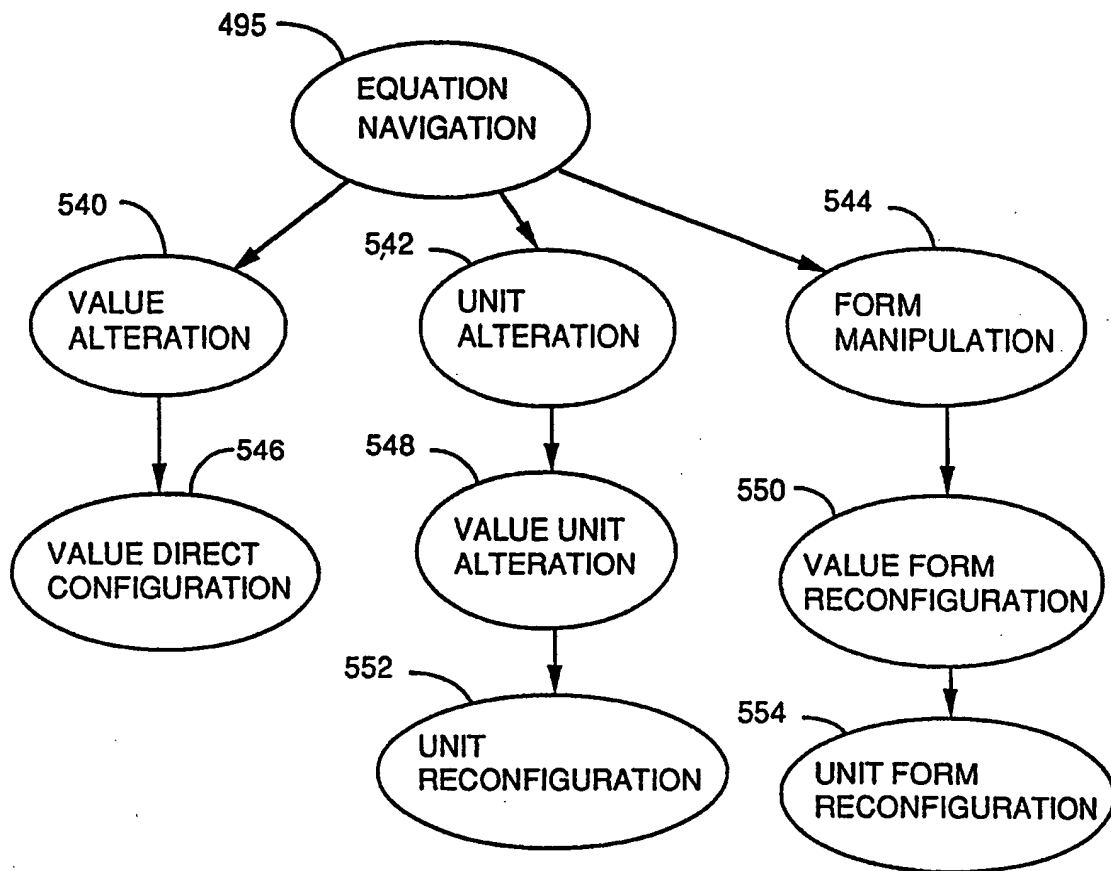 495
EQUATION
NAVIGATION
540
VALUE
ALTERATION
542
UNIT
ALTERATION
544
FORM
MANIPULATION
546
VALUE DIRECT
CONFIGURATION
548
VALUE UNIT
ALTERATION
550
VALUE FORM
RECONFIGURATION
552
UNIT
RECONFIGURATION
554
UNIT FORM
RECONFIGURATION